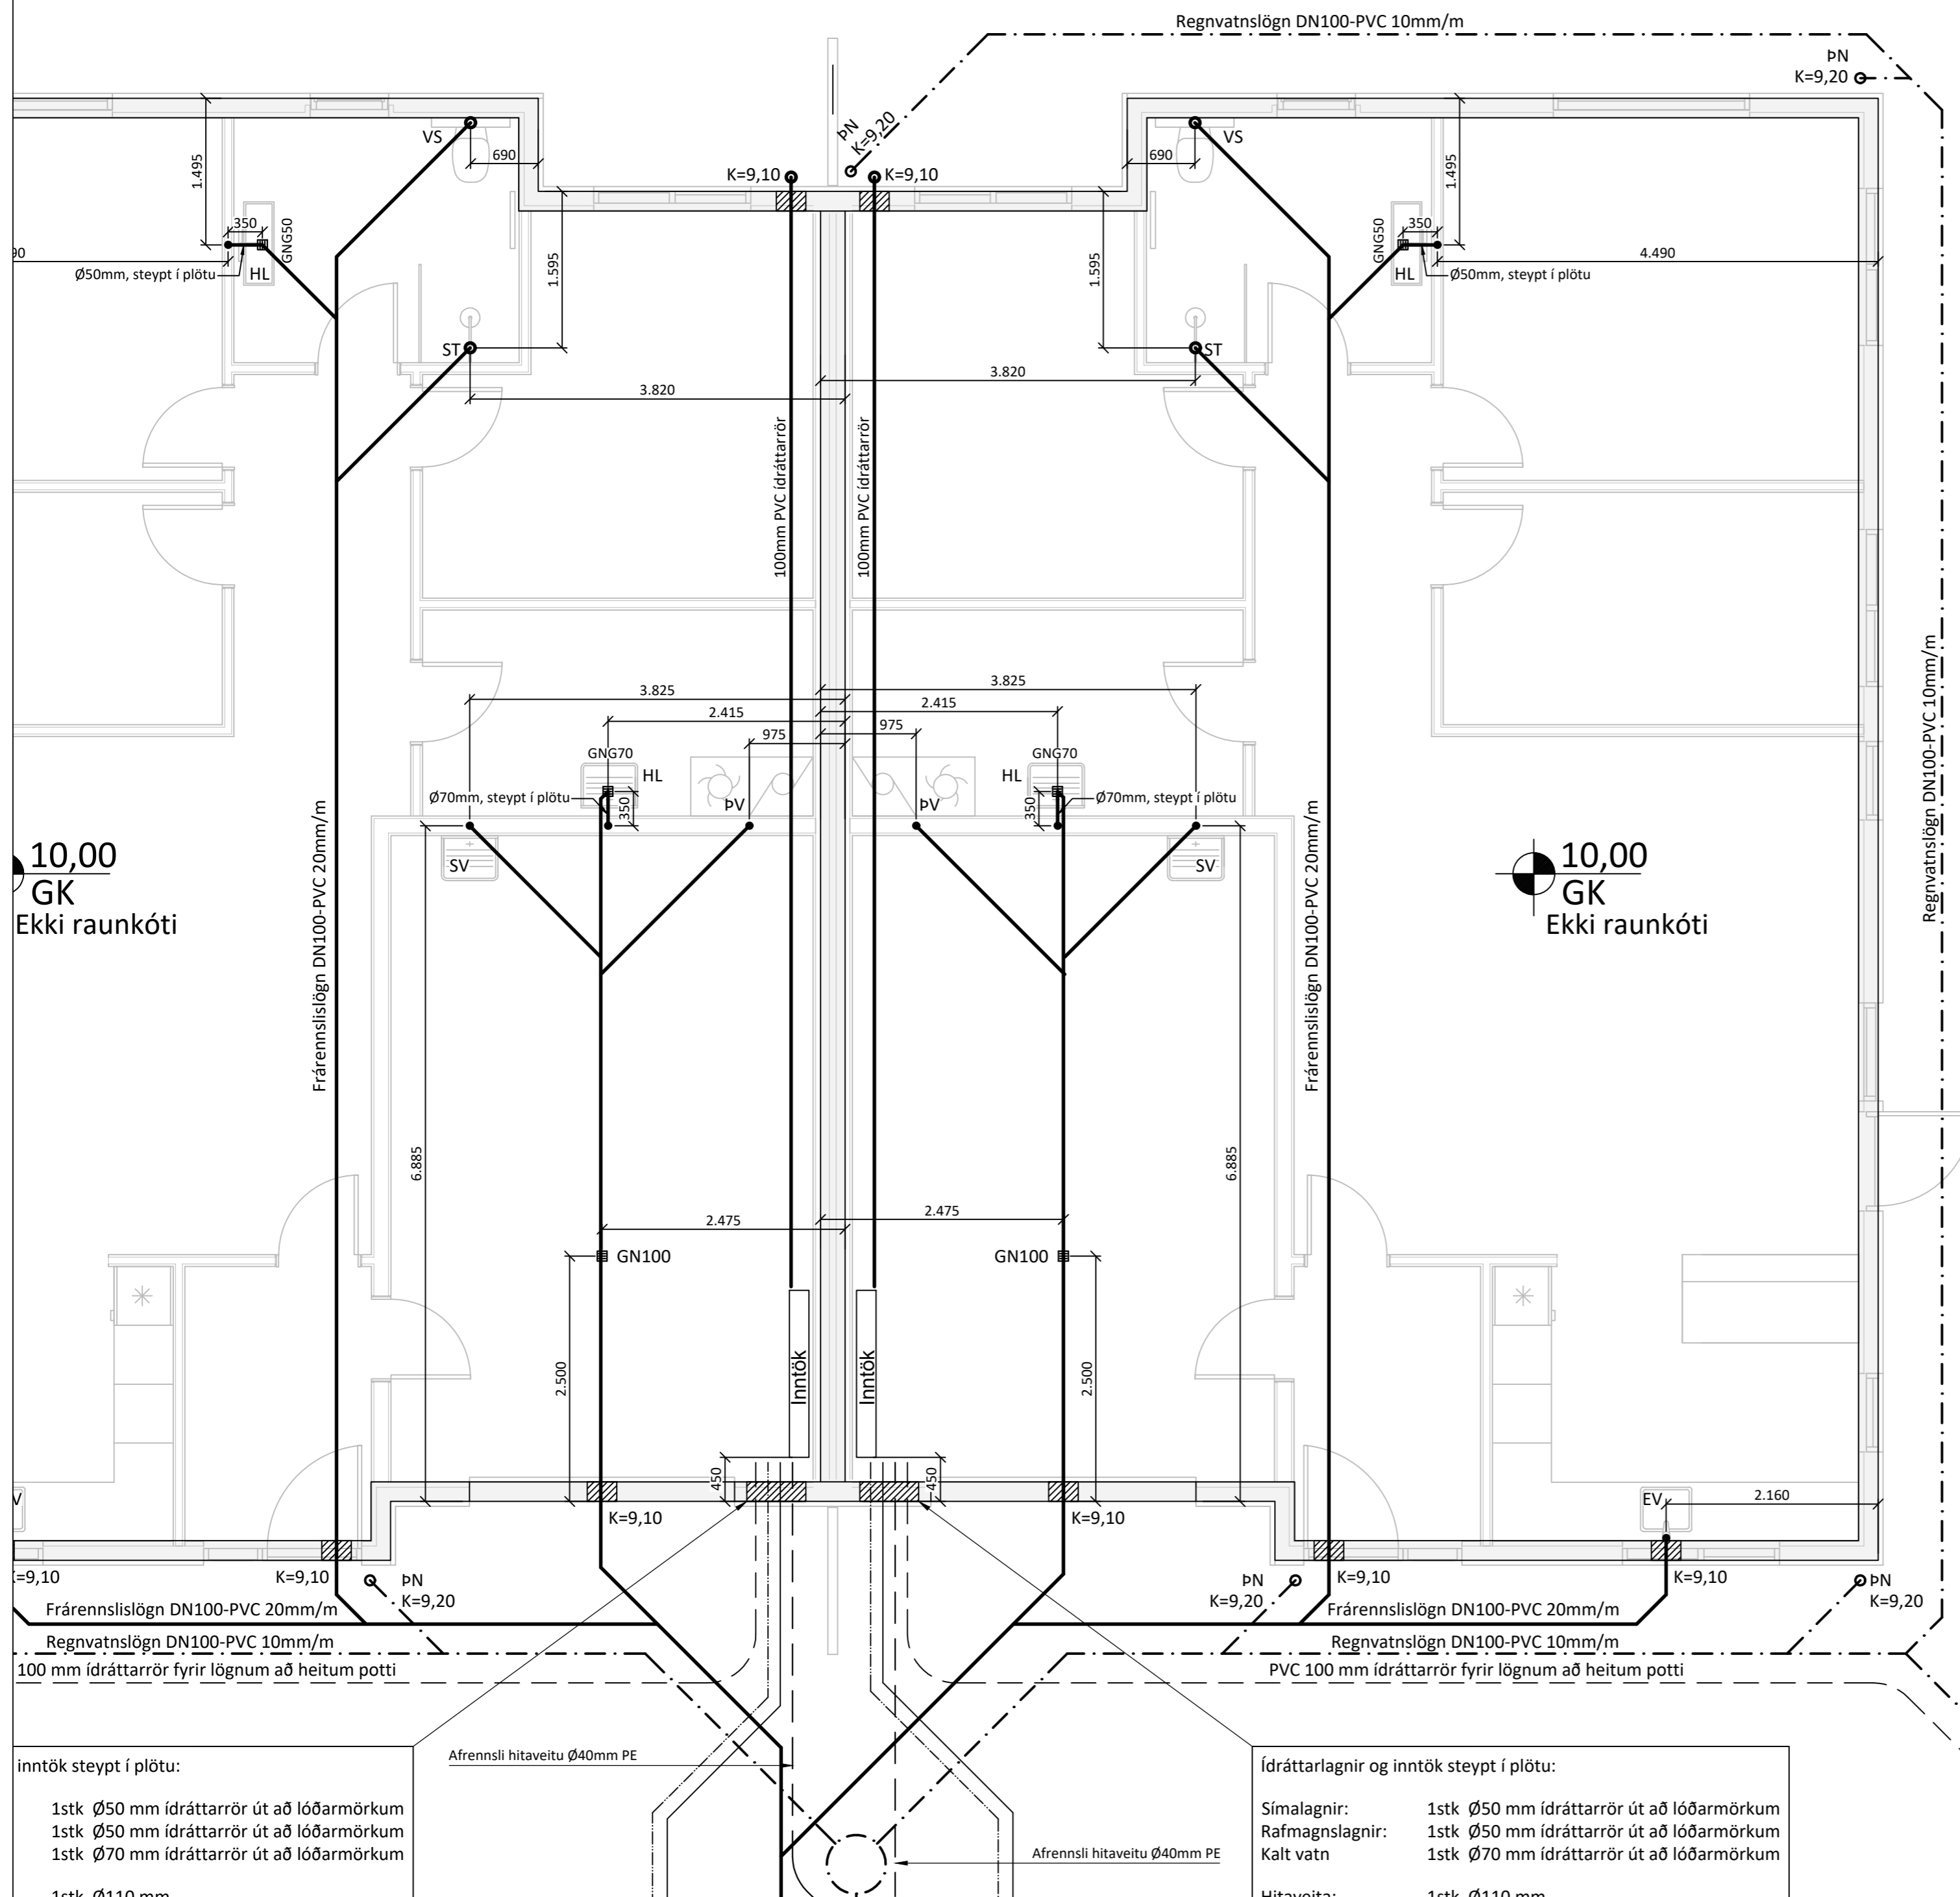 Regnvatnslögn DN100-PVC 10mm/m
ÞN
K=9,20
ÞN
K=9,20
VS
690
1.495
K=9,10
K=9,10
690
VS
1.495
350
GNG50
HL
Ø50mm, steypt í plötu
1.595
1.595
350
GNG50
HL
Ø50mm, steypt í plötu
4.490
90
ST
ST
3.820
3.820
100mm PVC ídráttarrör
100mm PVC ídráttarrör
3.825
3.825
2.415
2.415
975
975
GNG70
HL
Ø70mm, steypt í plötu
350
ÞV
ÞV
GNG70
HL
Ø70mm, steypt í plötu
350
SV
SV
10,00
GK
Ekki raunkóti
10,00
GK
Ekki raunkóti
Frárennslislögn DN100-PVC 20mm/m
Frárennslislögn DN100-PVC 20mm/m
Regnvatnslögn DN100-PVC 10mm/m
Regnvatnslögn DN100-PVC 10mm/m
6.885
6.885
2.475
2.475
GN100
GN100
2.500
2.500
Inntök
Inntök
450
450
V
EV
2.160
K=9,10
K=9,10
=9,10
K=9,10
K=9,10
K=9,10
ÞN
K=9,20
ÞN
K=9,20
ÞN
K=9,20
Frárennslislögn DN100-PVC 20mm/m
Frárennslislögn DN100-PVC 20mm/m
Regnvatnslögn DN100-PVC 10mm/m
Regnvatnslögn DN100-PVC 10mm/m
100 mm ídráttarrör fyrir lögnum að heitum potti
PVC 100 mm ídráttarrör fyrir lögnum að heitum potti
Afrennsli hitaveitu Ø40mm PE
Afrennsli hitaveitu Ø40mm PE
inntök steypt í plötu:
1stk Ø50 mm ídráttarrör út að lóðarmörkum
1stk Ø50 mm ídráttarrör út að lóðarmörkum
1stk Ø70 mm ídráttarrör út að lóðarmörkum
1stk Ø110 mm
Ídráttarlagnir og inntök steypt í plötu:
Símalagnir: 1stk Ø50 mm ídráttarrör út að lóðarmörkum
Rafmagnslagnir: 1stk Ø50 mm ídráttarrör út að lóðarmörkum
Kalt vatn 1stk Ø70 mm ídráttarrör út að lóðarmörkum
Hitaveita: 1stk Ø110 mm